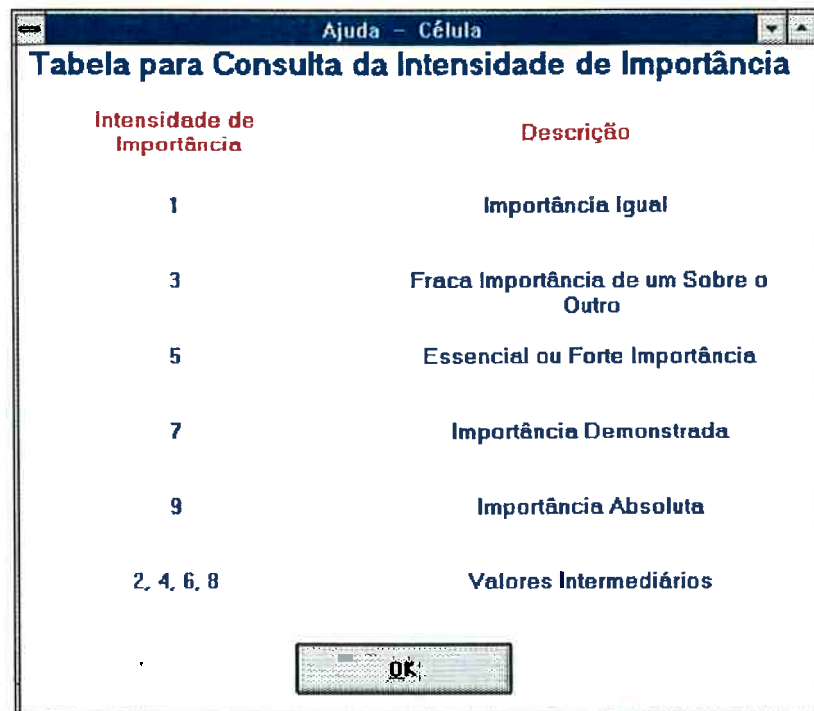 Ajuda - Célula
Tabela para Consulta da Intensidade de Importância
Intensidade de
Importância
Descrição
1
Importância Igual
3
Fraca Importância de um Sobre o
Outro
5
Essencial ou Forte Importância
7
Importância Demonstrada
9
Importância Absoluta
2, 4, 6, 8
Valores Intermediários
OK